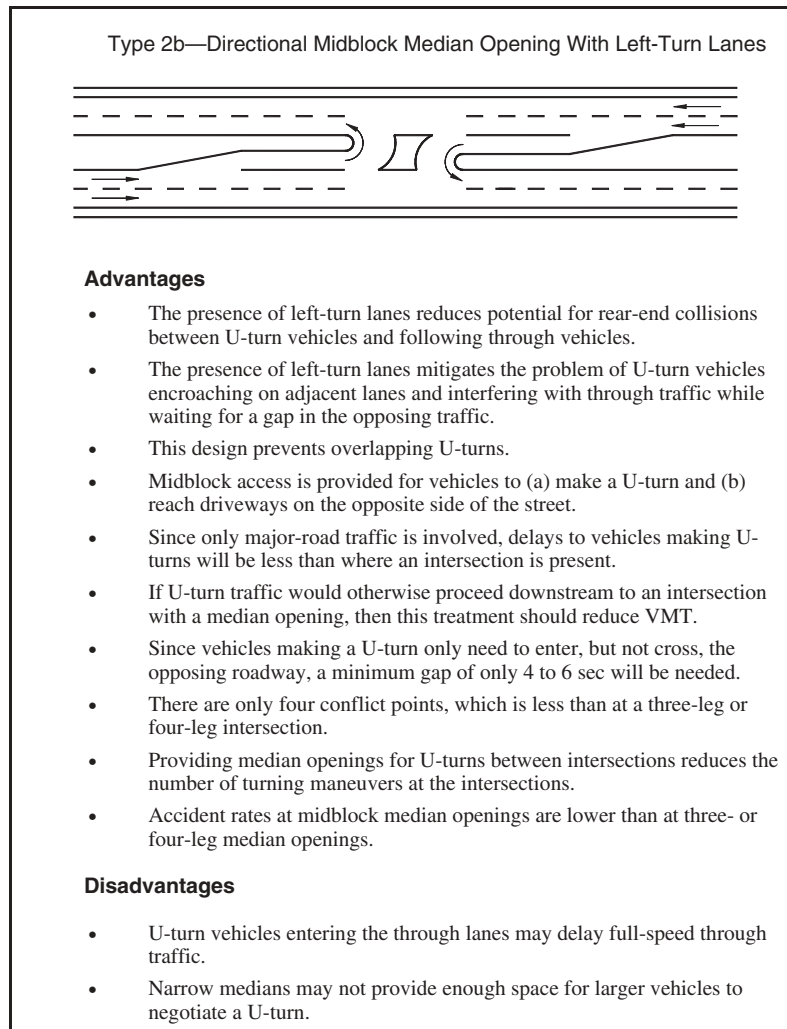 Type 2b—Directional Midblock Median Opening With Left-Turn Lanes
Advantages
• The presence of left-turn lanes reduces potential for rear-end collisions
between U-turn vehicles and following through vehicles.
• The presence of left-turn lanes mitigates the problem of U-turn vehicles
encroaching on adjacent lanes and interfering with through traffic while
waiting for a gap in the opposing traffic.
• This design prevents overlapping U-turns.
• Midblock access is provided for vehicles to (a) make a U-turn and (b)
reach driveways on the opposite side of the street.
• Since only major-road traffic is involved, delays to vehicles making U-
turns will be less than where an intersection is present.
• If U-turn traffic would otherwise proceed downstream to an intersection
with a median opening, then this treatment should reduce VMT.
• Since vehicles making a U-turn only need to enter, but not cross, the
opposing roadway, a minimum gap of only 4 to 6 sec will be needed.
• There are only four conflict points, which is less than at a three-leg or
four-leg intersection.
• Providing median openings for U-turns between intersections reduces the
number of turning maneuvers at the intersections.
• Accident rates at midblock median openings are lower than at three- or
four-leg median openings.
Disadvantages
• U-turn vehicles entering the through lanes may delay full-speed through
traffic.
• Narrow medians may not provide enough space for larger vehicles to
negotiate a U-turn.